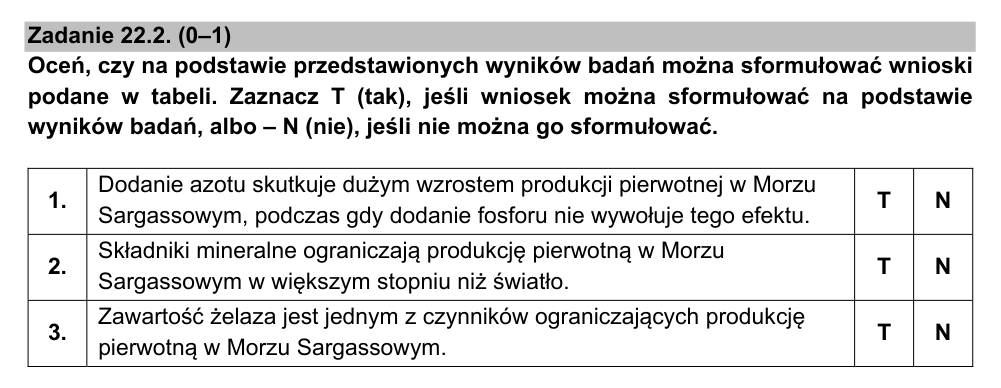 Zadanie 22.2. (0–1)
Oceń, czy na podstawie przedstawionych wyników badań można sformułować wnioski
podane w tabeli. Zaznacz T (tak), jeśli wniosek można sformułować na podstawie
wyników badań, albo – N (nie), jeśli nie można go sformułować.
1. Dodanie azotu skutkuje dużym wzrostem produkcji pierwotnej w Morzu
Sargassowym, podczas gdy dodanie fosforu nie wywołuje tego efektu. T N
2. Składniki mineralne ograniczają produkcję pierwotną w Morzu
Sargassowym w większym stopniu niż światło. T N
3. Zawartość żelaza jest jednym z czynników ograniczających produkcję
pierwotną w Morzu Sargassowym. T N